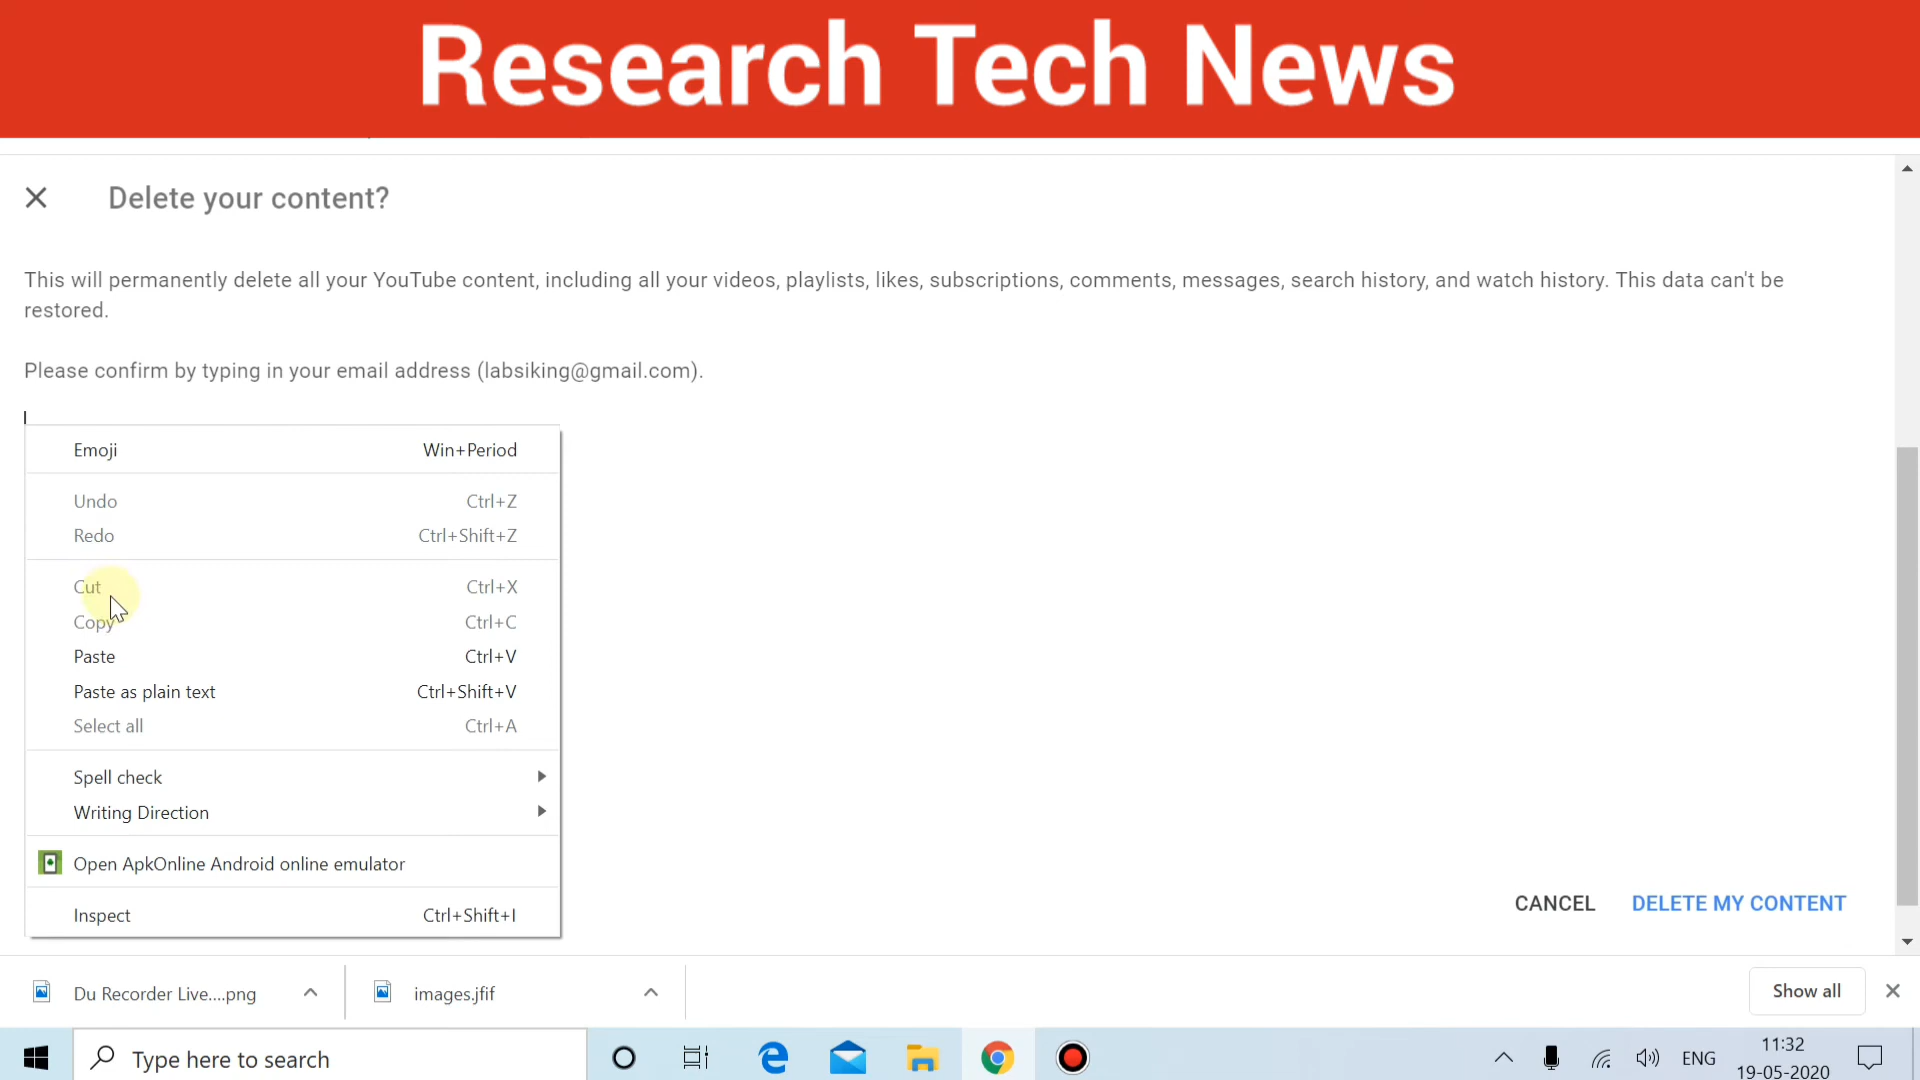 Research Tech News
Delete your content?
This will permanently delete all your YouTube content, including all your videos, playlists, likes, subscriptions, comments, messages, search history, and watch history. This data can't be
restored.
Please confirm by typing in your email address (labsiking@gmail.com).
Emoji Win+Period
Undo Ctrl+Z
Redo Ctrl+Shift+Z
Cut Ctrl+X
Copy Ctrl+C
Paste Ctrl+V
Paste as plain text Ctrl+Shift+V
Select all Ctrl+A
Spell check
Writing Direction
Open ApkOnline Android online emulator
Inspect Ctrl+Shift+I
CANCEL DELETE MY CONTENT
Du Recorder Live....png images.jfif Show all
Type here to search ENG 11:32
19-05-2020